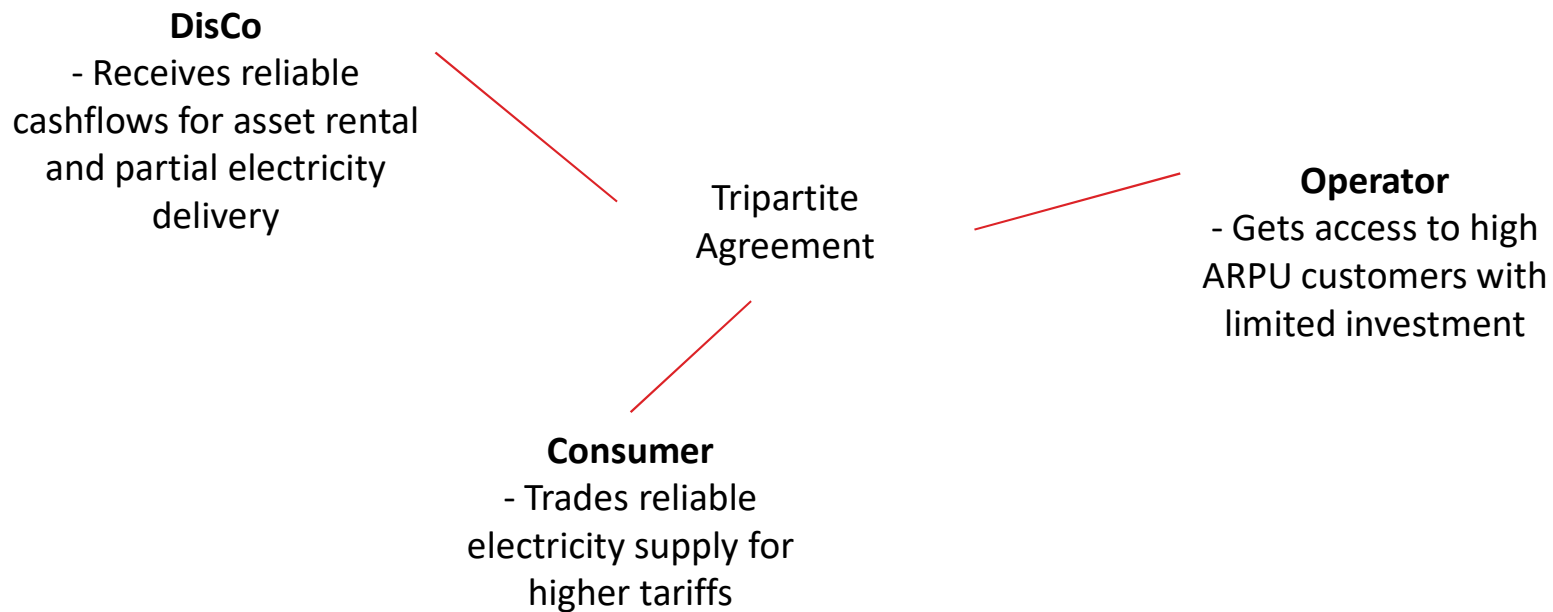 DisCo
- Receives reliable
cashflows for asset rental
and partial electricity
delivery
Tripartite
Agreement
Operator
- Gets access to high
ARPU customers with
limited investment
Consumer
- Trades reliable
electricity supply for
higher tariffs